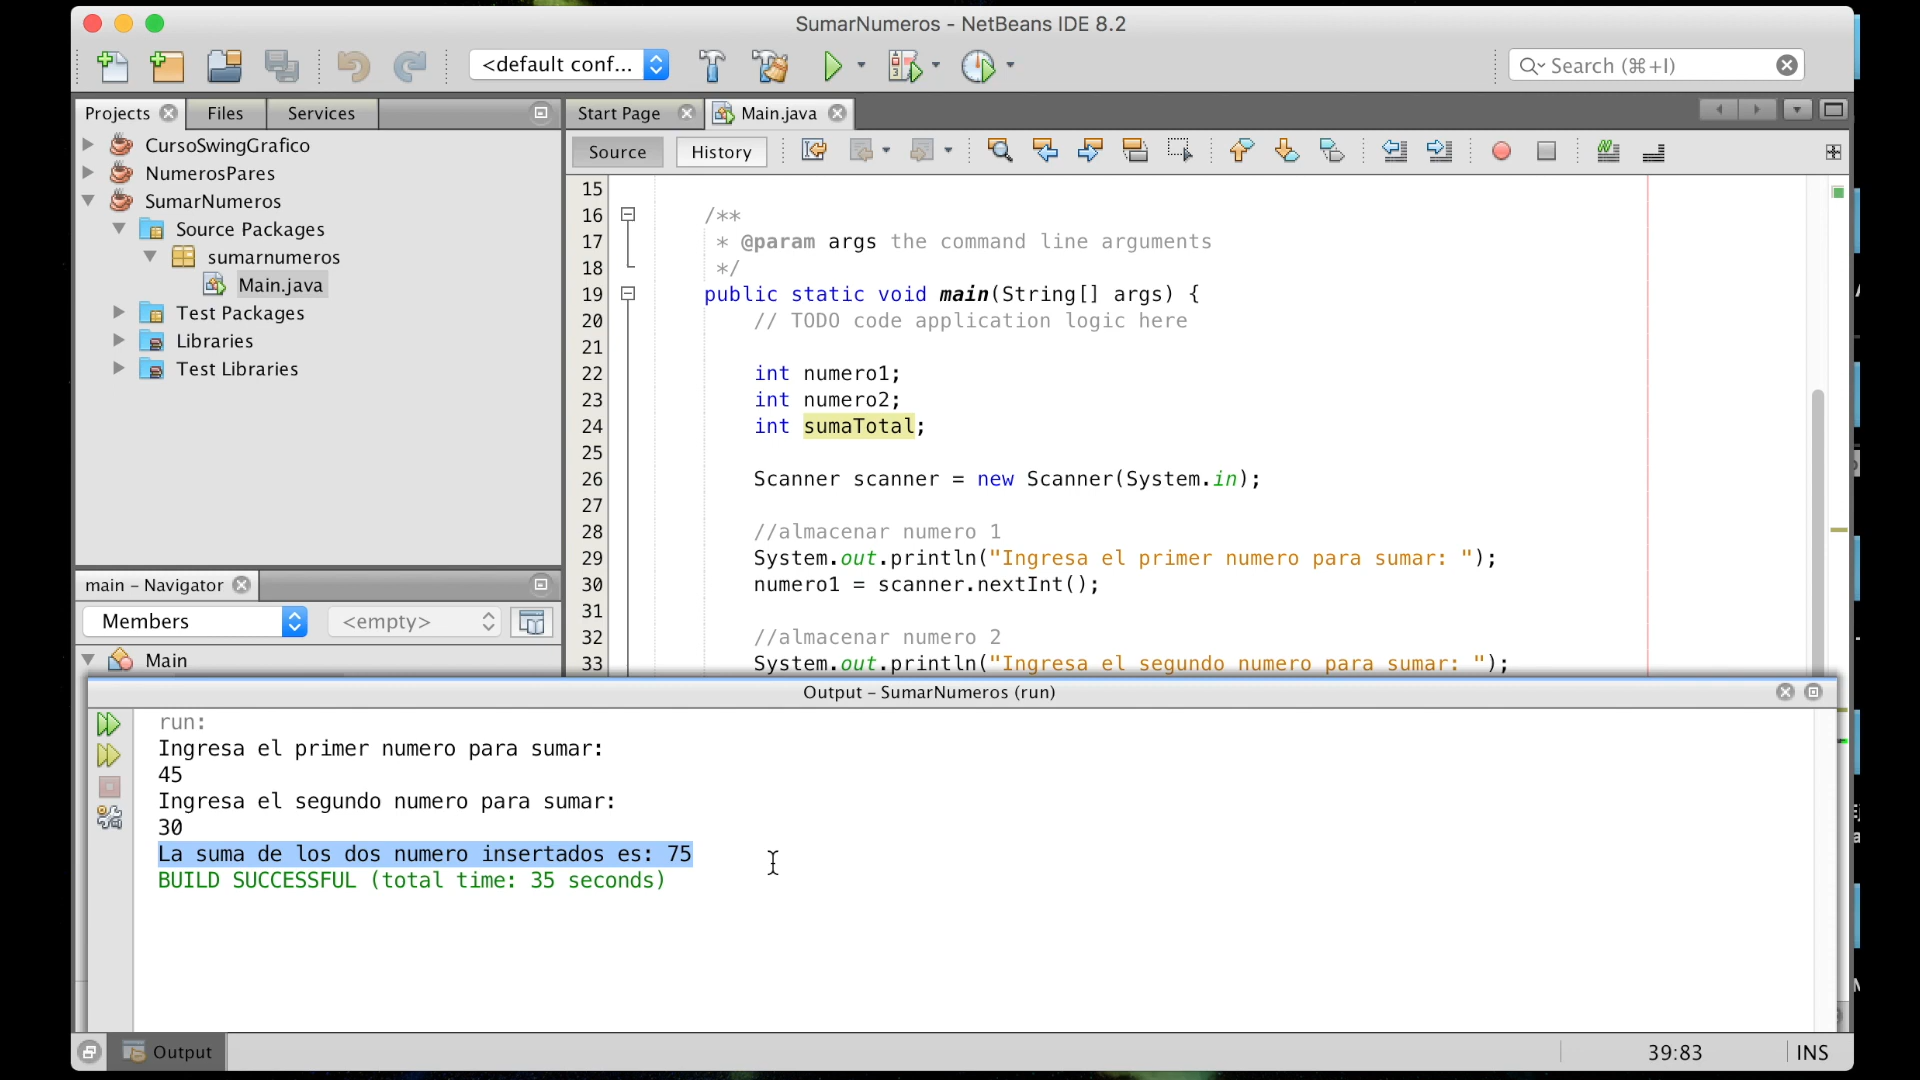 SumarNumeros - NetBeans IDE 8.2
<default conf...
Search (⌘+I)
Projects
Files
Services
Start Page
Main.java
Source
History
CursoSwingGrafico
NumerosPares
SumarNumeros
Source Packages
sumarnumeros
Main.java
Test Packages
Libraries
Test Libraries
15
16 /**
17 * @param args the command line arguments
18 */
19 public static void main(String[] args) {
20 // TODO code application logic here
21
22 int numero1;
23 int numero2;
24 int sumaTotal;
25
26 Scanner scanner = new Scanner(System.in);
27
28 //almacenar numero 1
29 System.out.println("Ingresa el primer numero para sumar: ");
30 numero1 = scanner.nextInt();
31
32 //almacenar numero 2
33 System.out.println("Ingresa el segundo numero para sumar: ");
main - Navigator
Members
<empty>
Main
Output - SumarNumeros (run)
run:
Ingresa el primer numero para sumar:
45
Ingresa el segundo numero para sumar:
30
La suma de los dos numero insertados es: 75
BUILD SUCCESSFUL (total time: 35 seconds)
Output
39:83
INS